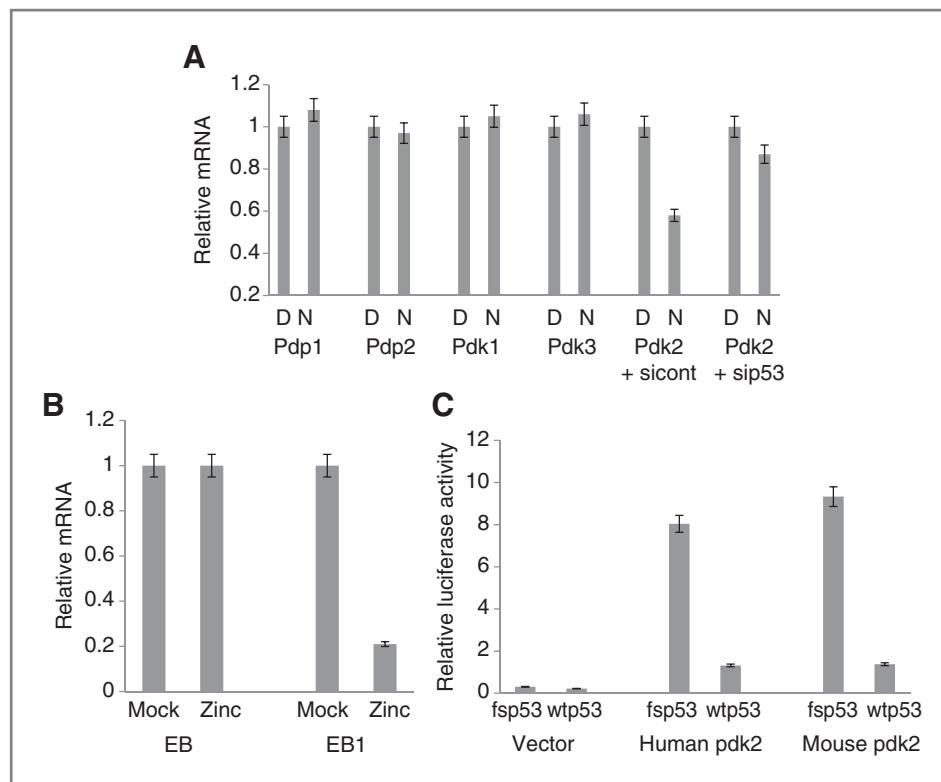 A
Relative mRNA
1.2
1
0.8
0.6
0.4
0.2
D N D N D N D N D N D N
Pdp1 Pdp2 Pdk1 Pdk3 Pdk2 Pdk2
+ sicont + sip53
B
Relative mRNA
1.2
1
0.8
0.6
0.4
0.2
0
Mock Zinc Mock Zinc
EB EB1
C
Relative luciferase activity
12
10
8
6
4
2
0
fsp53 wtp53 fsp53 wtp53 fsp53 wtp53
Vector Human pdk2 Mouse pdk2